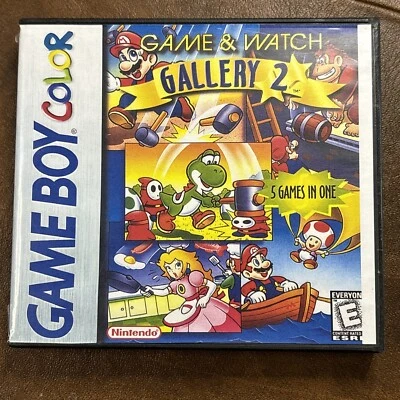 GAME BOY COLOR
GAME & WATCH
GALLERY 2
5 GAMES IN ONE
Nintendo
EVERYONE
E
CONTENT RATED BY
ESRB